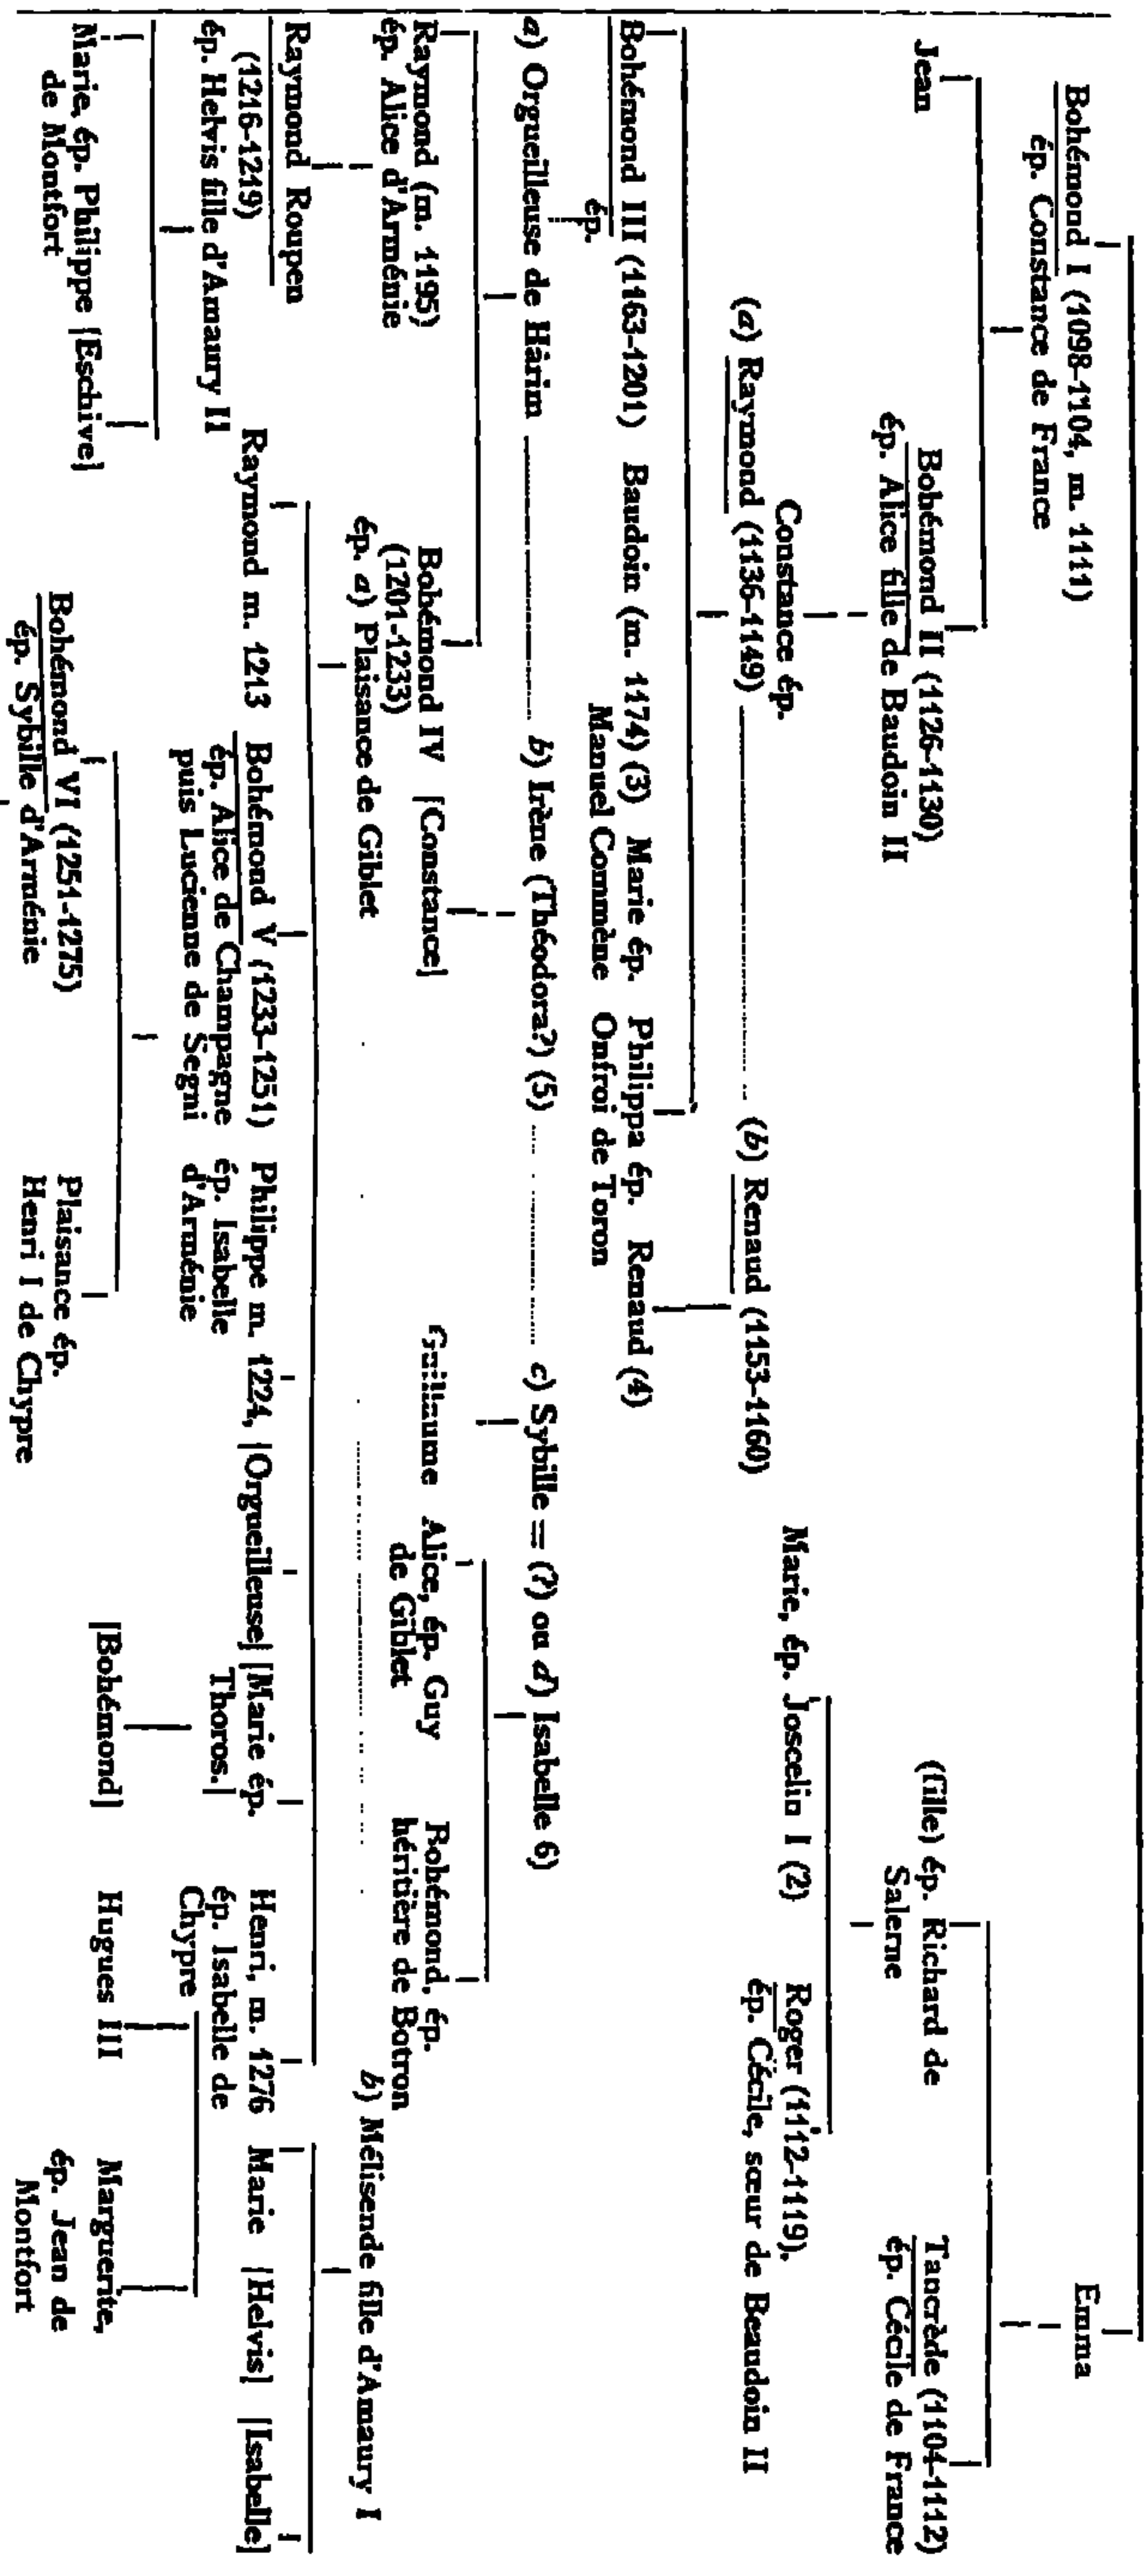 Bohémond I (1098-1104, m. 1111)
ép. Constance de France
Emma
Jean
Bohémond II (1126-1130)
ép. Alice fille de Baudoin II
(fille) ép. Richard de
Salerne
Tancrède (1104-1112)
ép. Cécile de France
Constance ép.
Marie, ép. Joscelin I (2)
Roger (1112-1119),
ép. Cécile, sœur de Beaudoin II
(a) Raymond (1136-1149)
(b) Renaud (1153-1160)
Bohémond III (1163-1201)
ép.
Baudoin (m. 1174) (3)
Marie ép.
Manuel Commène
Philippa ép.
Onfroi de Toron
Renaud (4)
a) Orgueilleuse de Hârim
b) Irène (Théodora?) (5)
c) Sybille = (?) ou d) Isabelle 6)
Raymond (m. 1195)
ép. Alice d'Arménie
Bohémond IV
(1201-1233)
ép. a) Plaisance de Giblet
[Constance]
Guillaume
Alice, ép. Guy
de Giblet
Bohémond, ép.
héritière de Botron
b) Mélisende fille d'Amaury I
Raymond Roupen
(1216-1219)
ép. Helvis fille d'Amaury II
Raymond m. 1213
Bohémond V (1233-1251)
ép. Alice de Champagne
puis Lucienne de Segni
Philippe m. 1224,
ép. Isabelle
d'Arménie
[Orgueilleuse]
[Marie ép.
Thoros.]
Henri, m. 1276
ép. Isabelle de
Chypre
Marie
[Helvis]
[Isabelle]
Marie, ép. Philippe
de Montfort
[Eschive]
Bohémond VI (1251-1275)
ép. Sybille d'Arménie
Plaisance ép.
Henri I de Chypre
[Bohémond]
Hugues III
Marguerite,
ép. Jean de
Montfort